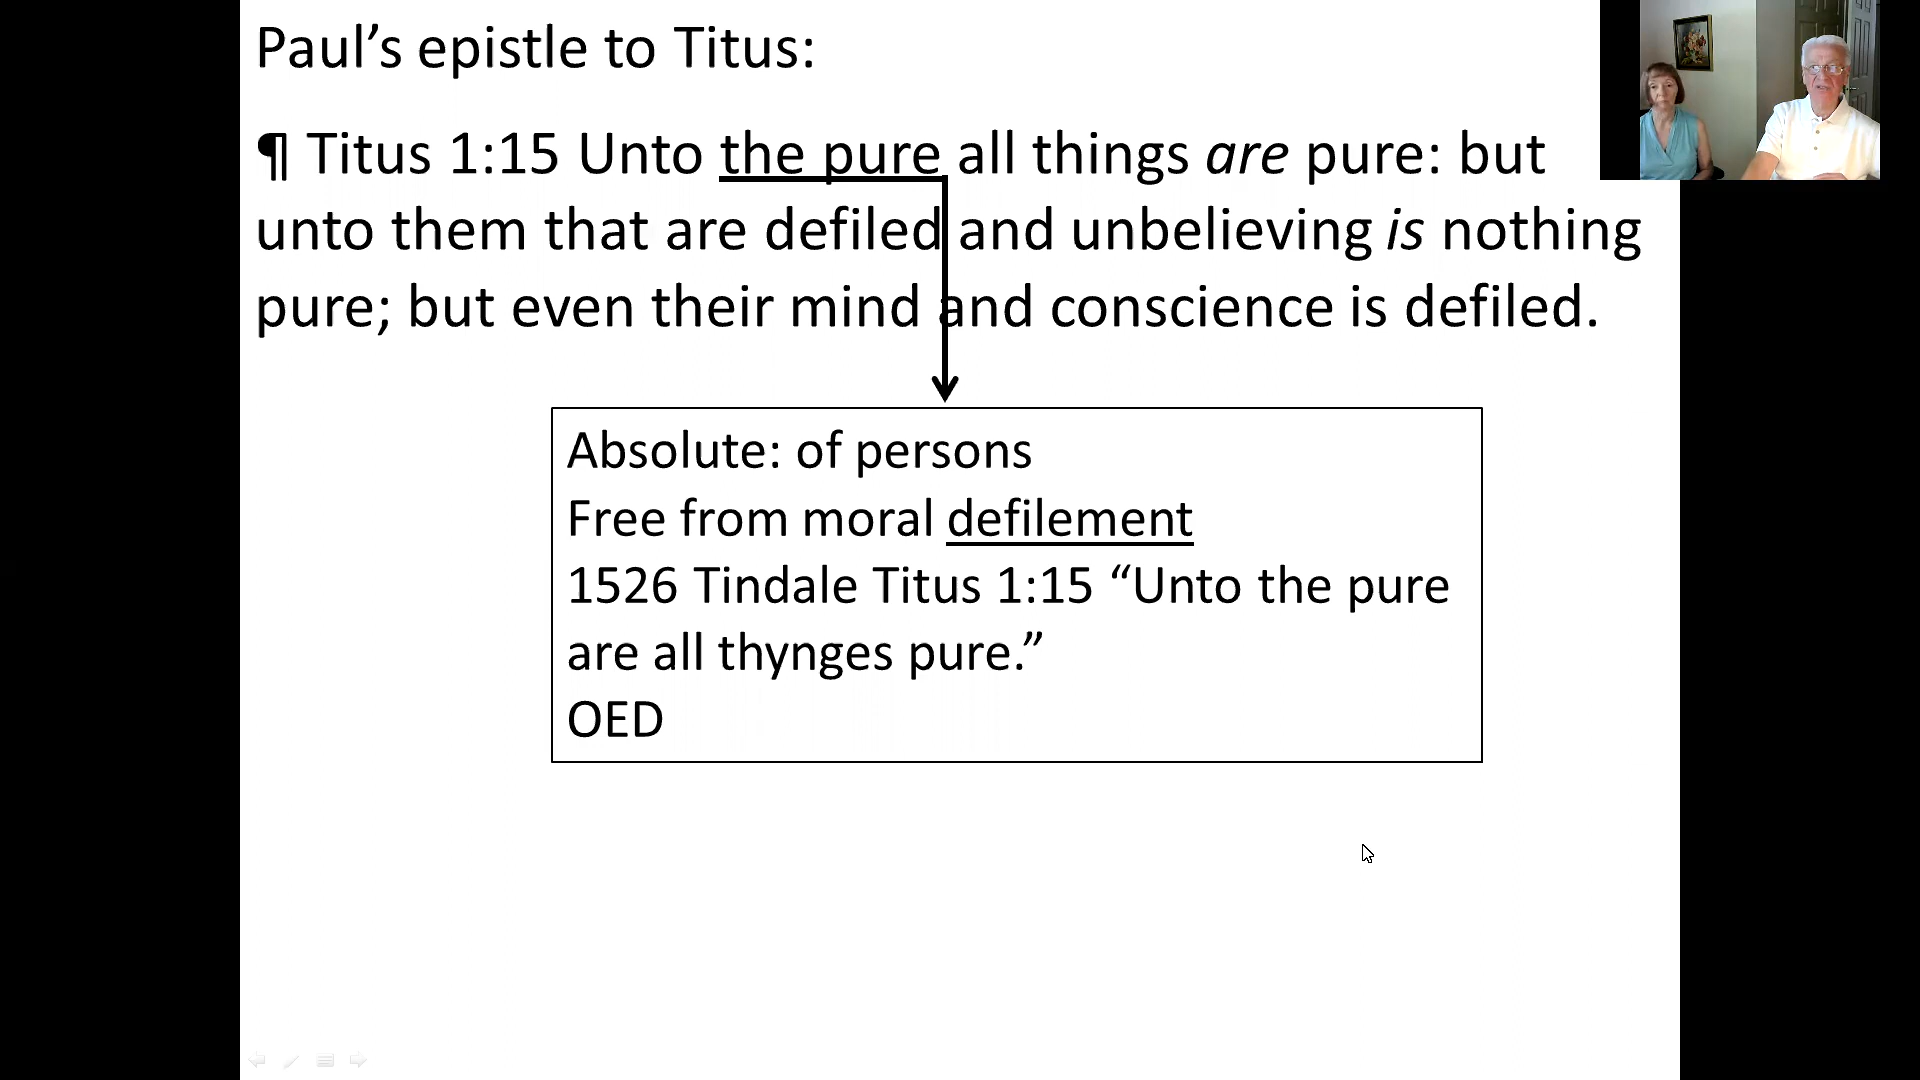 Paul’s epistle to Titus:
¶ Titus 1:15 Unto the pure all things are pure: but
unto them that are defiled and unbelieving is nothing
pure; but even their mind and conscience is defiled.
Absolute: of persons
Free from moral defilement
1526 Tindale Titus 1:15 “Unto the pure
are all thynges pure.”
OED